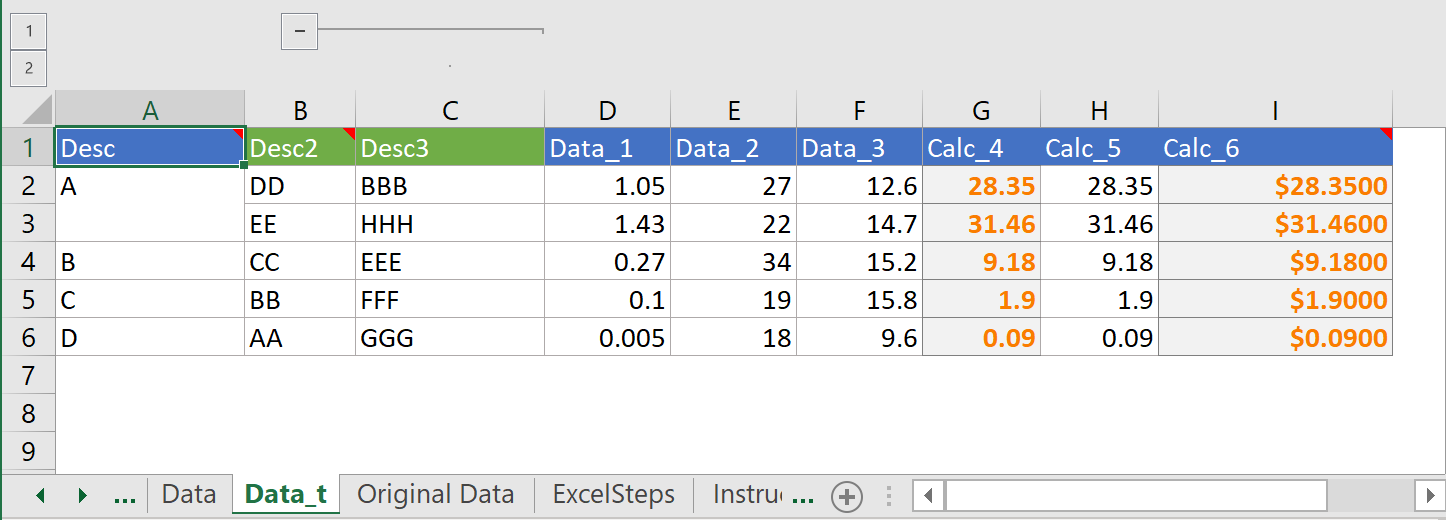 1
2
A B C D E F G H I
1 Desc Desc2 Desc3 Data_1 Data_2 Data_3 Calc_4 Calc_5 Calc_6
2 A DD BBB 1.05 27 12.6 28.35 28.35 $28.3500
3 EE HHH 1.43 22 14.7 31.46 31.46 $31.4600
4 B CC EEE 0.27 34 15.2 9.18 9.18 $9.1800
5 C BB FFF 0.1 19 15.8 1.9 1.9 $1.9000
6 D AA GGG 0.005 18 9.6 0.09 0.09 $0.0900
7
8
9
... Data Data_t Original Data ExcelSteps Instru ...